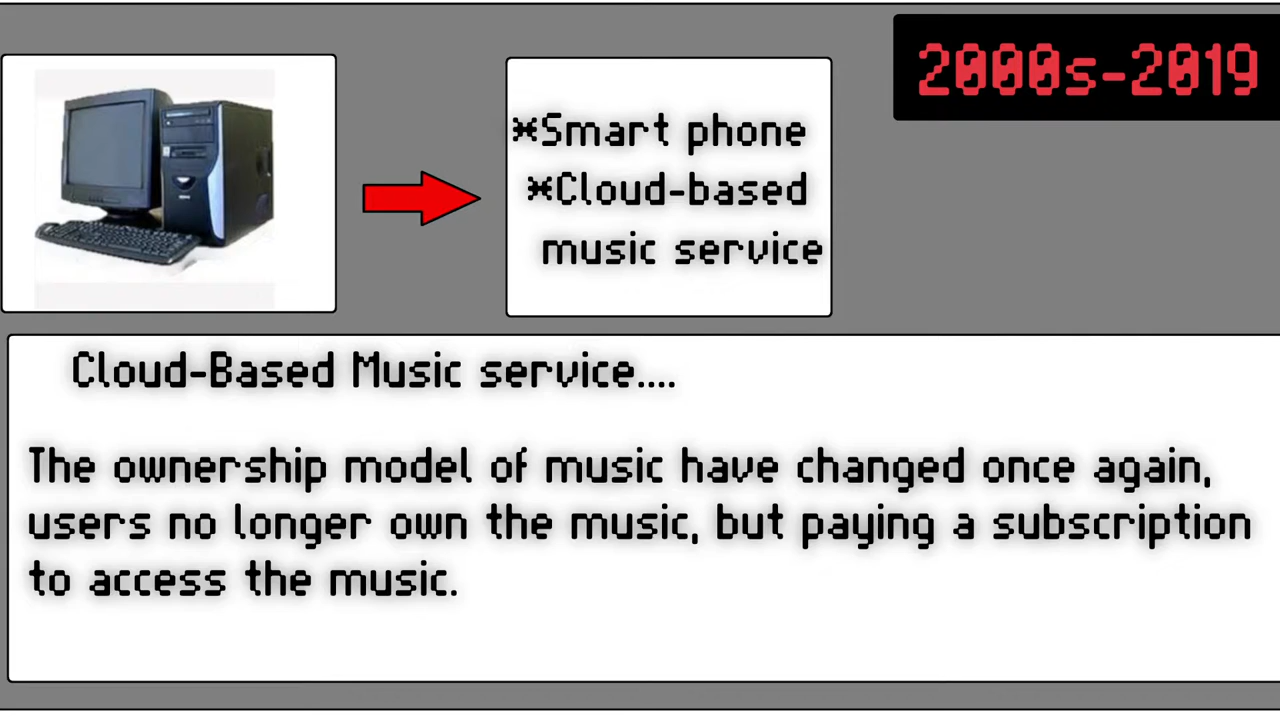 2000s-2019
*Smart phone
*Cloud-based
music service
Cloud-Based Music service....
The ownership model of music have changed once again,
users no longer own the music, but paying a subscription
to access the music.